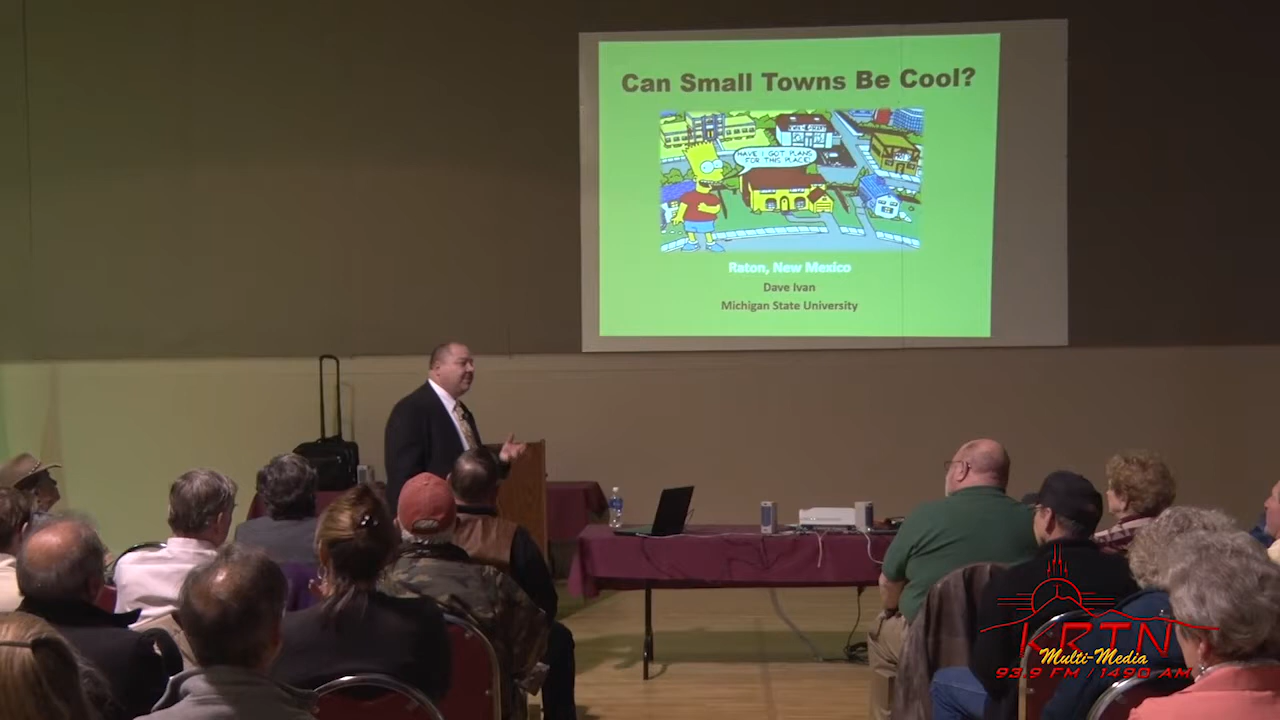 Can Small Towns Be Cool?
HAVE I GOT PLANS
FOR THIS PLACE!
Raton, New Mexico
Dave Ivan
Michigan State University
KRTN
Multi-Media
93.9 FM / 1490 AM